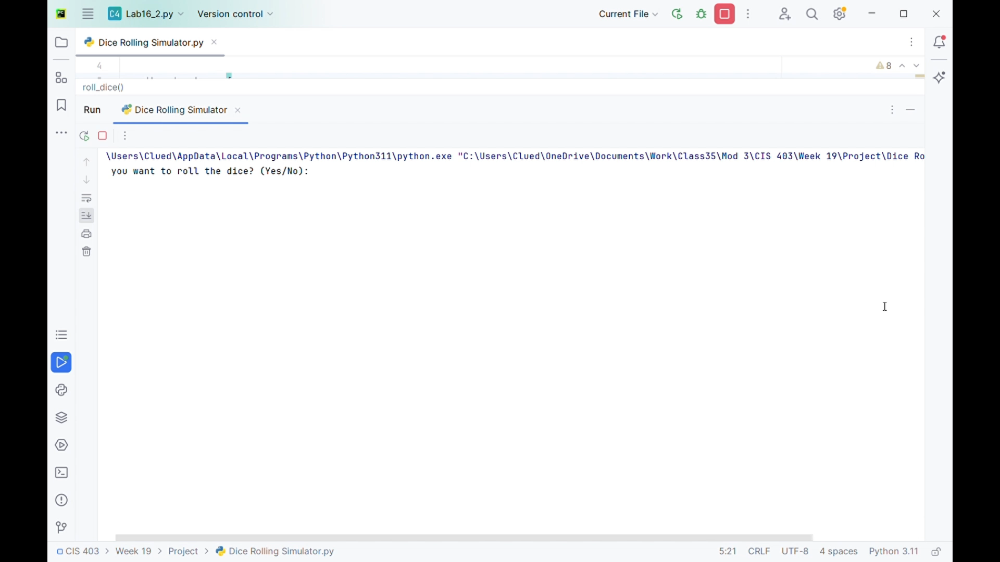 PC
C4 Lab16_2.py Version control Current File
Dice Rolling Simulator.py
4 8
roll_dice()
Run Dice Rolling Simulator
\Users\Clued\AppData\Local\Programs\Python\Python311\python.exe "C:\Users\Clued\OneDrive\Documents\Work\Class35\Mod 3\CIS 403\Week 19\Project\Dice Ro
you want to roll the dice? (Yes/No):
CIS 403 > Week 19 > Project > Dice Rolling Simulator.py 5:21 CRLF UTF-8 4 spaces Python 3.11